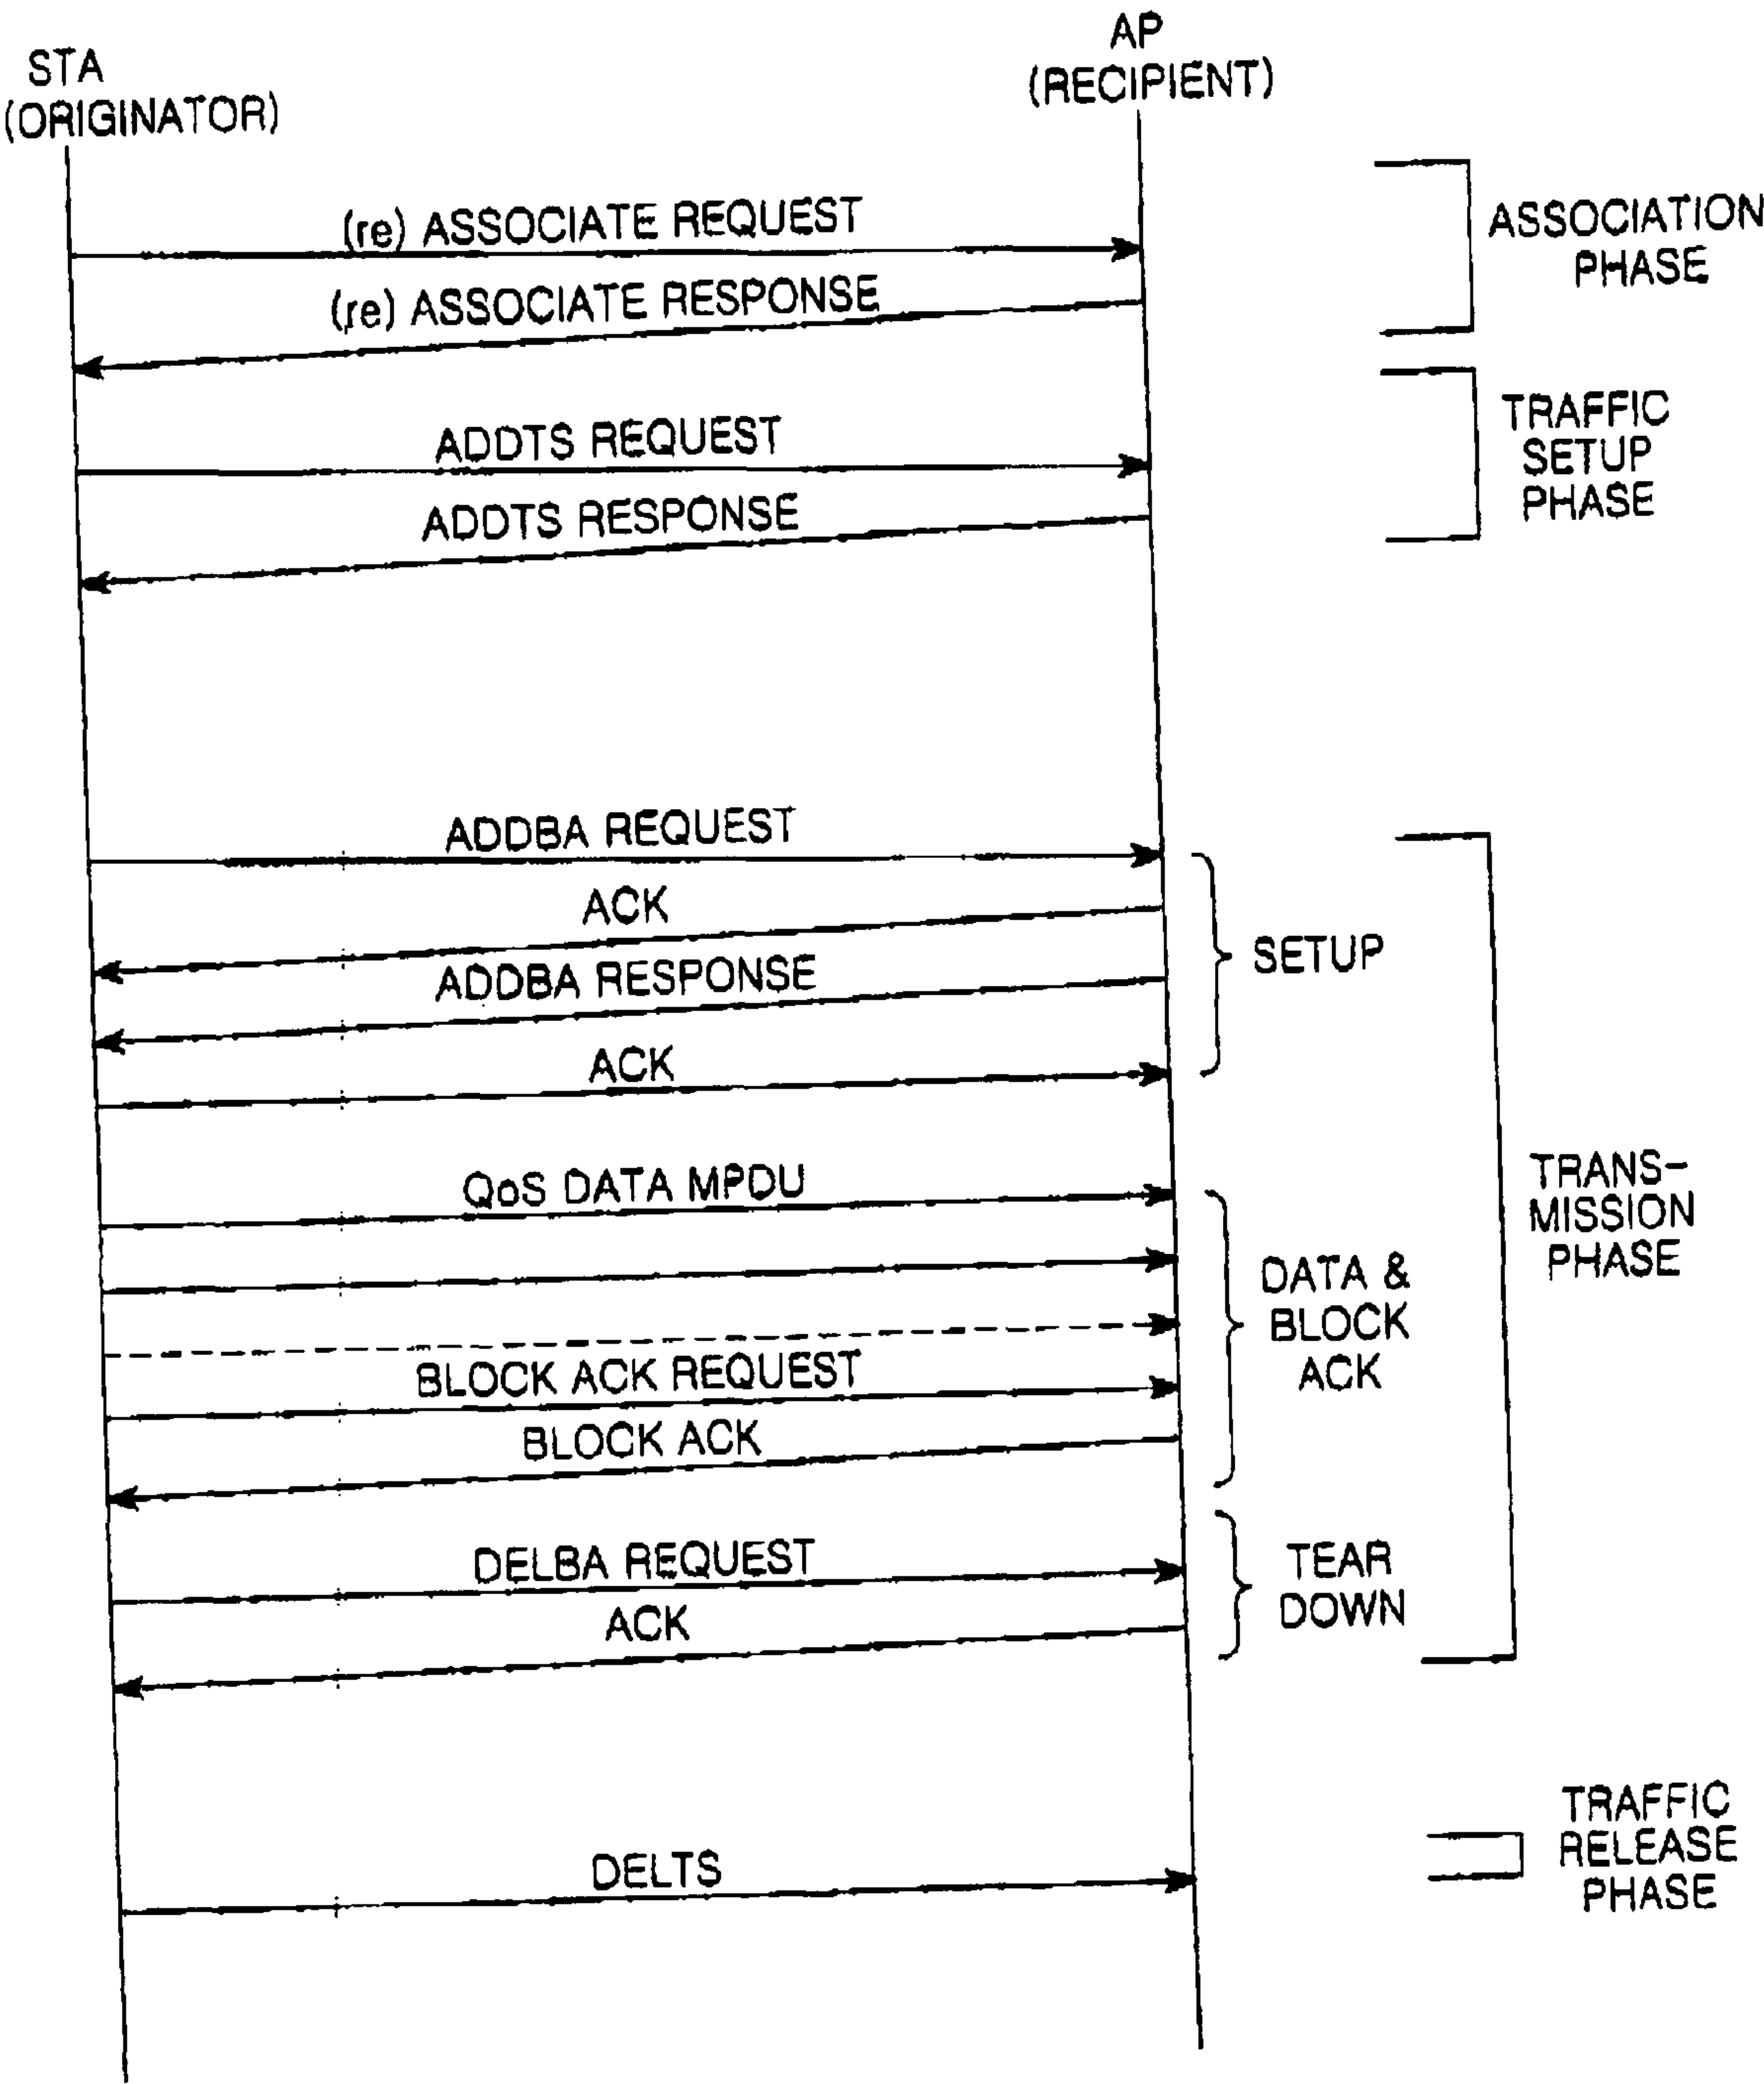 STA
(ORIGINATOR)
AP
(RECIPIENT)
(re) ASSOCIATE REQUEST
(re) ASSOCIATE RESPONSE
ASSOCIATION
PHASE
ADDTS REQUEST
ADDTS RESPONSE
TRAFFIC
SETUP
PHASE
ADDBA REQUEST
ACK
ADDBA RESPONSE
ACK
SETUP
QoS DATA MPDU
BLOCK ACK REQUEST
BLOCK ACK
DATA &
BLOCK
ACK
TRANS-
MISSION
PHASE
DELBA REQUEST
ACK
TEAR
DOWN
DELTS
TRAFFIC
RELEASE
PHASE